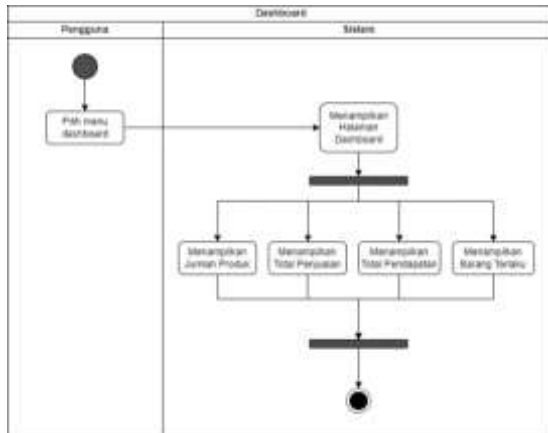 Dashboard
Pengguna
Sistem
Pilih menu
dashboard
Menampilkan
Halaman
Dashboard
Menampilkan
Jumlah Produk
Menampilkan
Total Penjualan
Menampilkan
Total Pendapatan
Menampilkan
Barang Terlaku